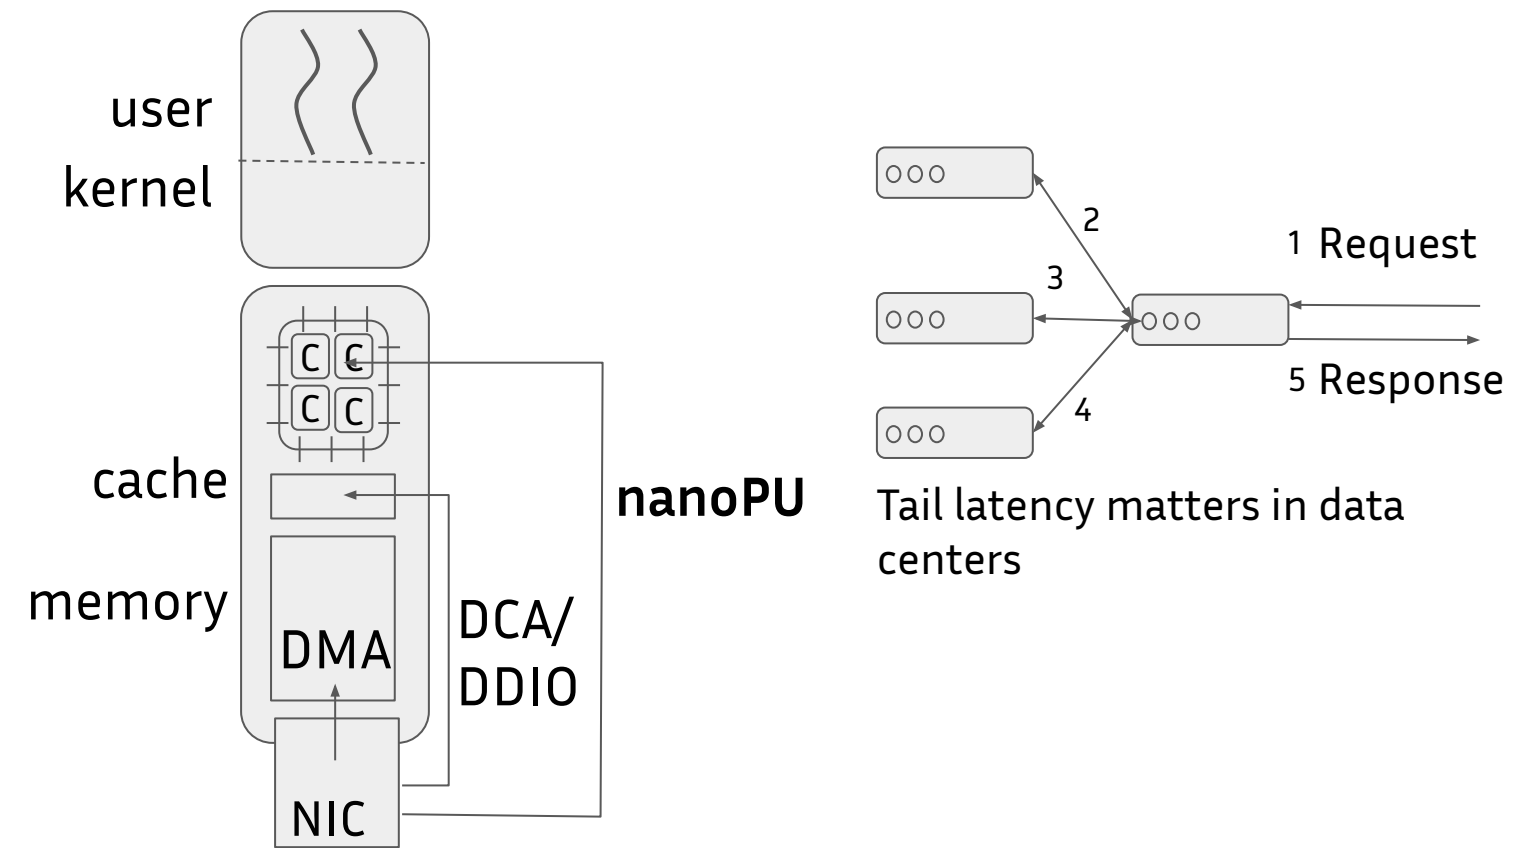 user
kernel
C C
C C
cache
memory
DMA
NIC
DCA/
DDIO
nanoPU
2
3
4
1 Request
5 Response
Tail latency matters in data
centers